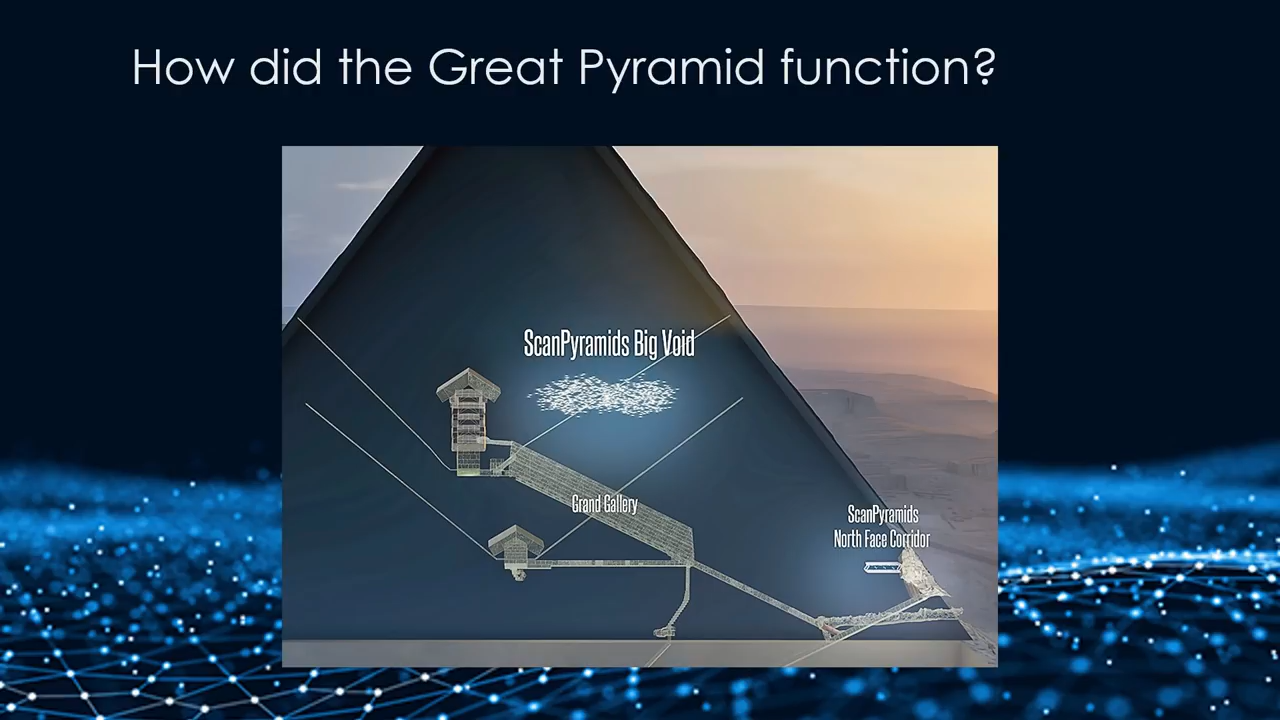 How did the Great Pyramid function?
ScanPyramids Big Void
Grand Gallery
ScanPyramids
North Face Corridor